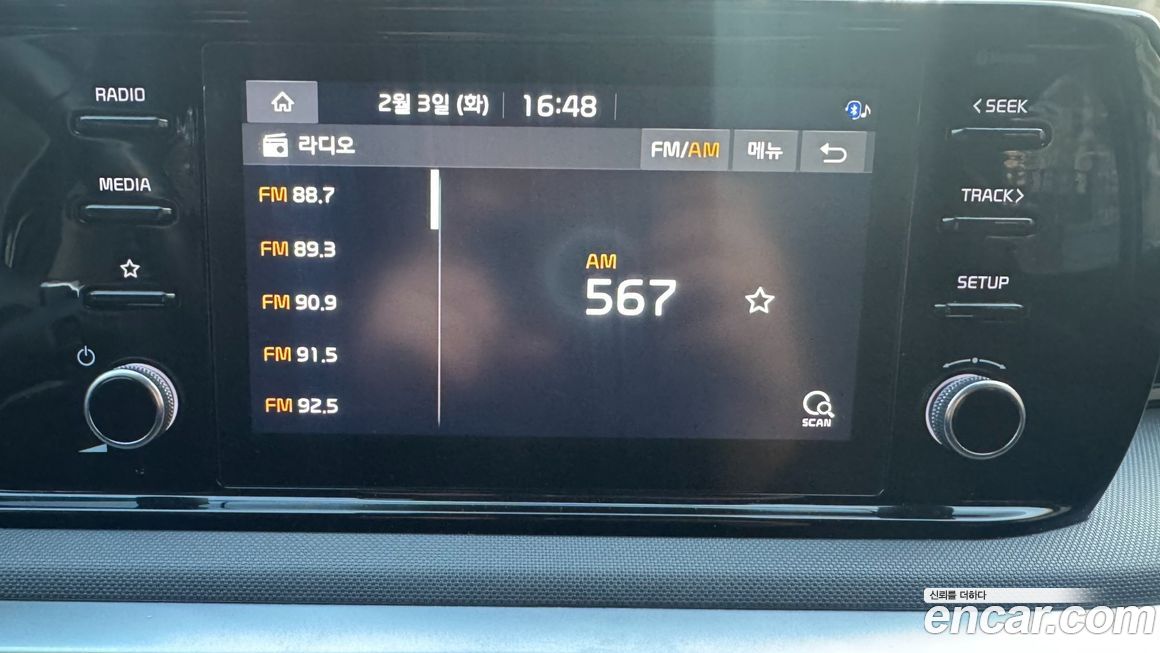 RADIO
MEDIA
2월 3일 (화) 16:48
라디오 FM/AM 메뉴
FM 88.7
FM 89.3
FM 90.9
FM 91.5
FM 92.5
AM
567
SCAN
< SEEK
TRACK >
SETUP
신뢰를 더하다
encar.com